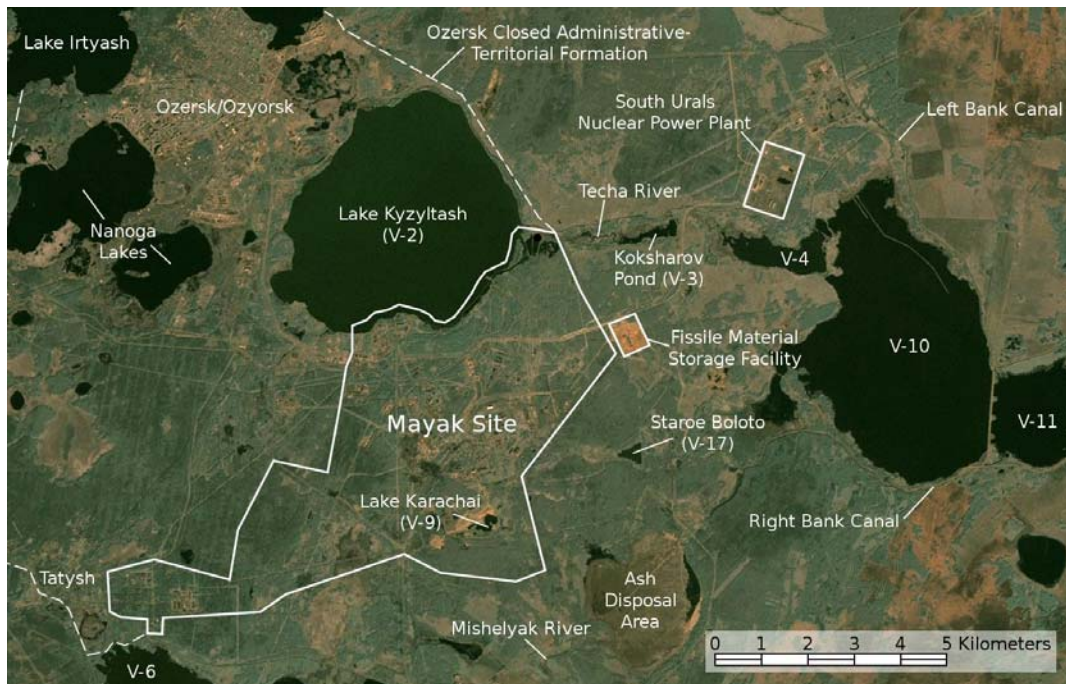 Lake Irtyash
Ozersk Closed Administrative-
Territorial Formation
Ozersk/Ozyorsk
South Urals
Nuclear Power Plant
Left Bank Canal
Techa River
Lake Kyzyltash
(V-2)
Nanoga
Lakes
Koksharov
Pond (V-3)
V-4
Fissile Material
Storage Facility
V-10
Mayak Site
Staroe Boloto
(V-17)
V-11
Lake Karachai
(V-9)
Right Bank Canal
Tatysh
Ash
Disposal
Area
Mishelyak River
V-6
0 1 2 3 4 5 Kilometers